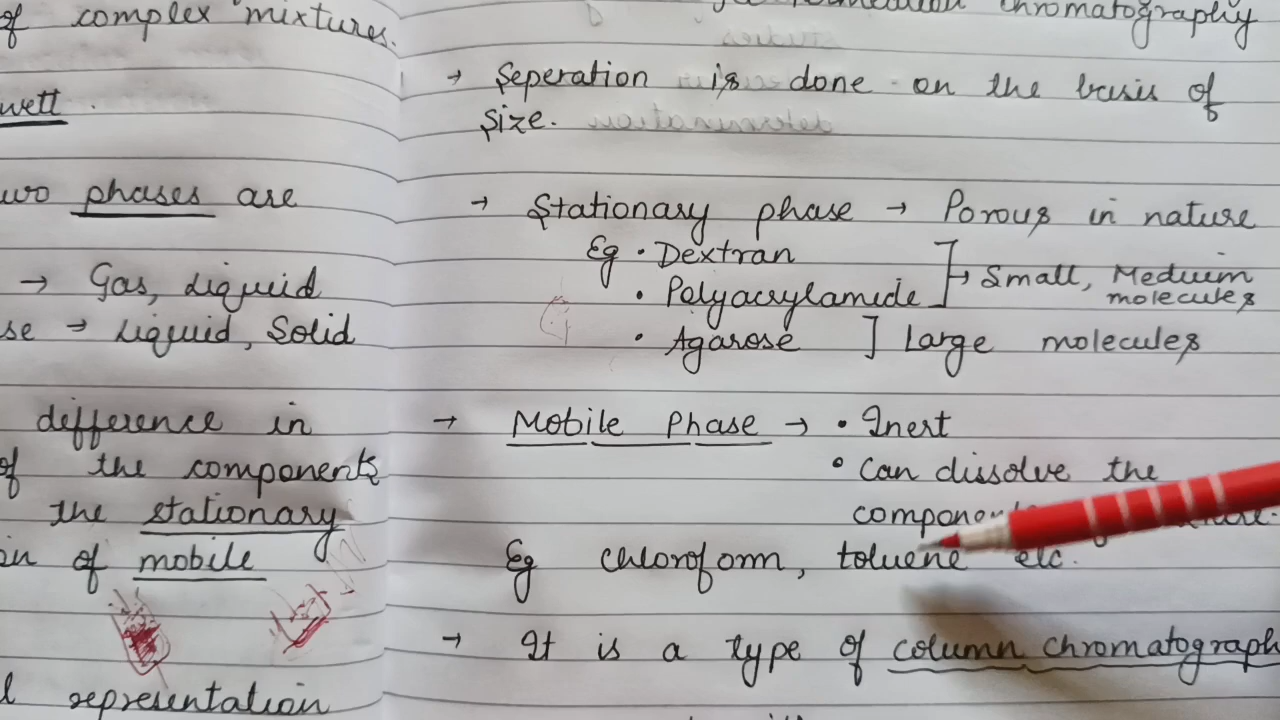 of complex mixtures.
wett.
wo phases are
→ Gas, Liquid
se → Liquid, Solid
difference in
of the components
the stationary
in of mobile
representation
chromatography
→ Seperation is done on the basis of
size.
→ Stationary phase → Porous in nature
Eg • Dextran
• Polyacrylamide ] → Small, Medium
molecules
• Agarose ] Large molecules
→ Mobile Phase → • Inert
• Can dissolve the
Eg chloroform, toluene etc.
→ It is a type of column chromatograph